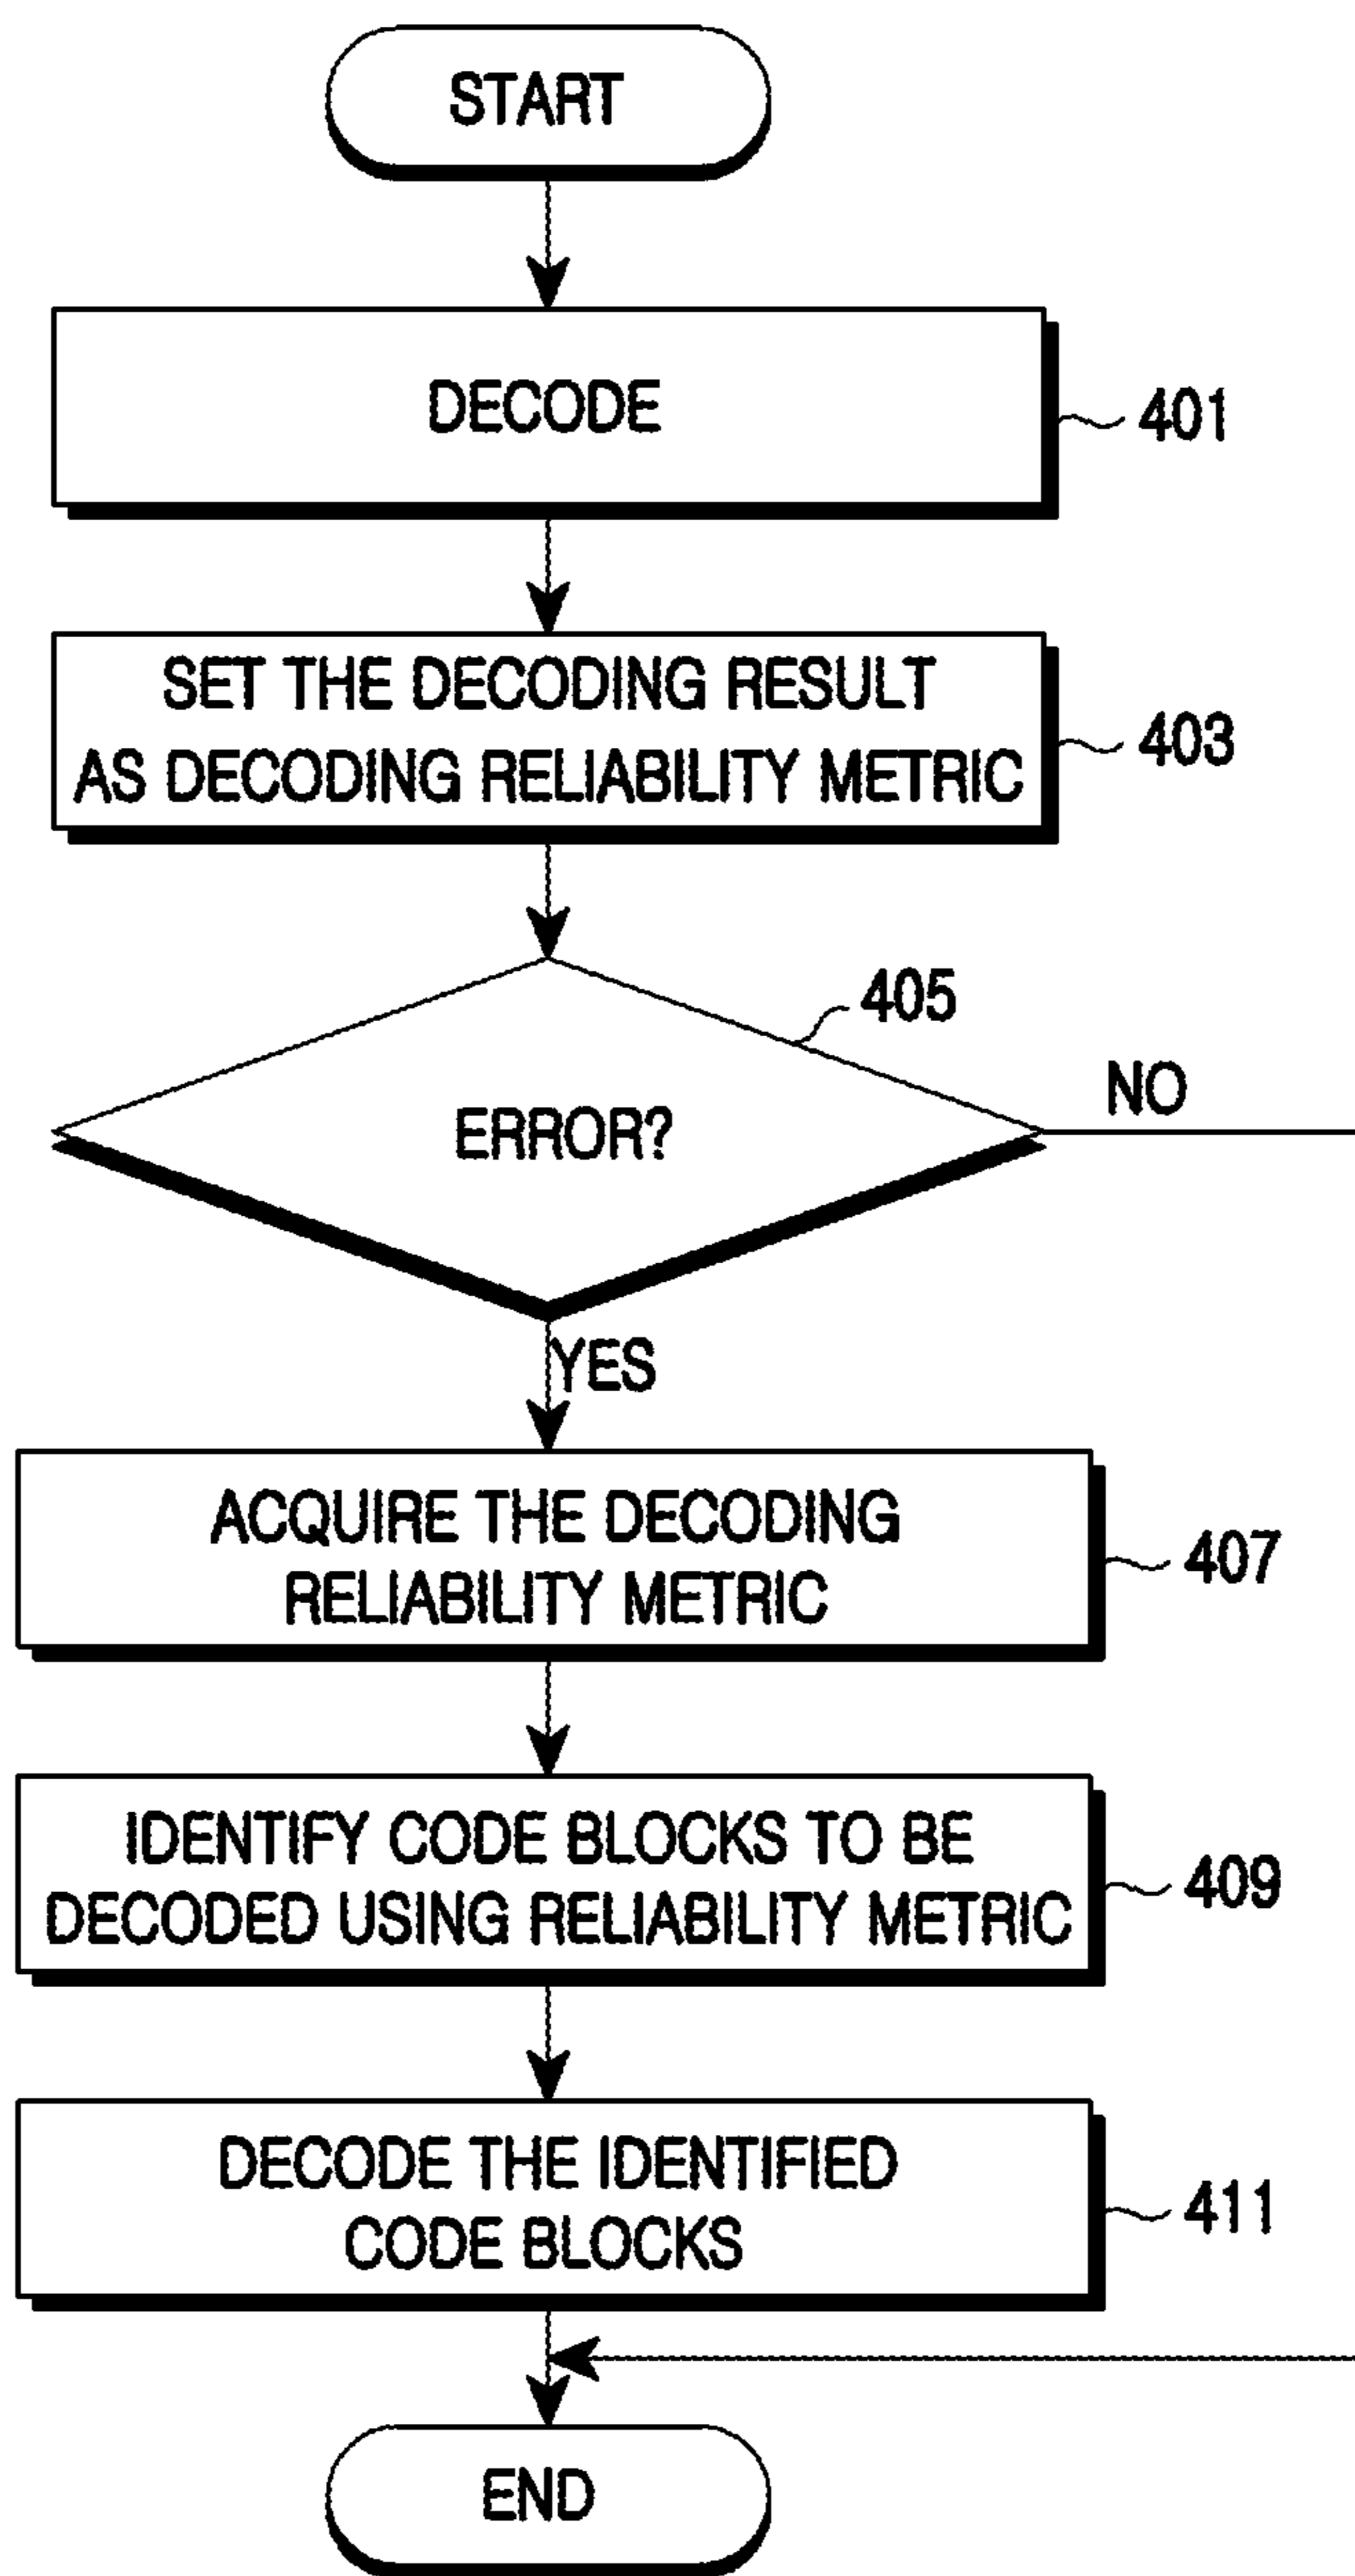 START
DECODE
401
SET THE DECODING RESULT
AS DECODING RELIABILITY METRIC
403
405
ERROR?
NO
YES
ACQUIRE THE DECODING
RELIABILITY METRIC
407
IDENTIFY CODE BLOCKS TO BE
DECODED USING RELIABILITY METRIC
409
DECODE THE IDENTIFIED
CODE BLOCKS
411
END